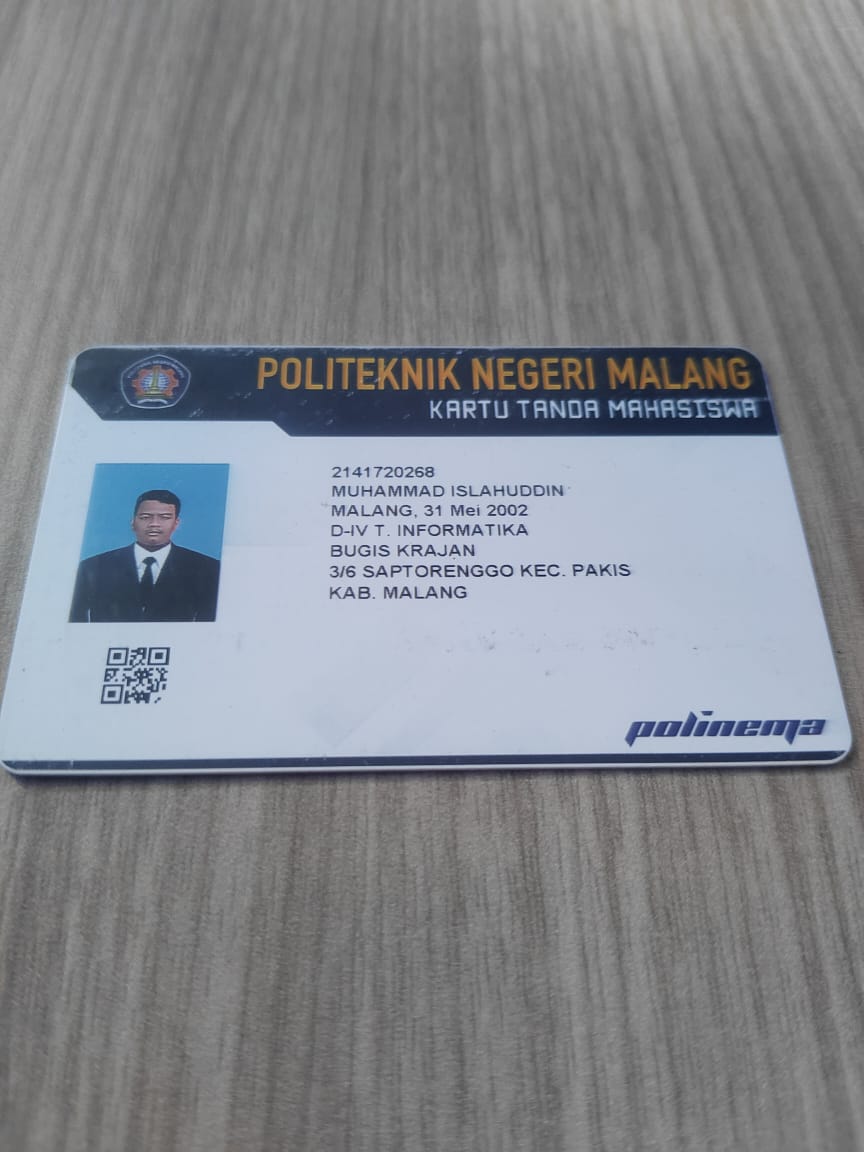 POLITEKNIK NEGERI MALANG
KARTU TANDA MAHASISWA
2141720268
MUHAMMAD ISLAHUDDIN
MALANG, 31 Mei 2002
D-IV T. INFORMATIKA
BUGIS KRAJAN
3/6 SAPTORENGGO KEC. PAKIS
KAB. MALANG
polinema